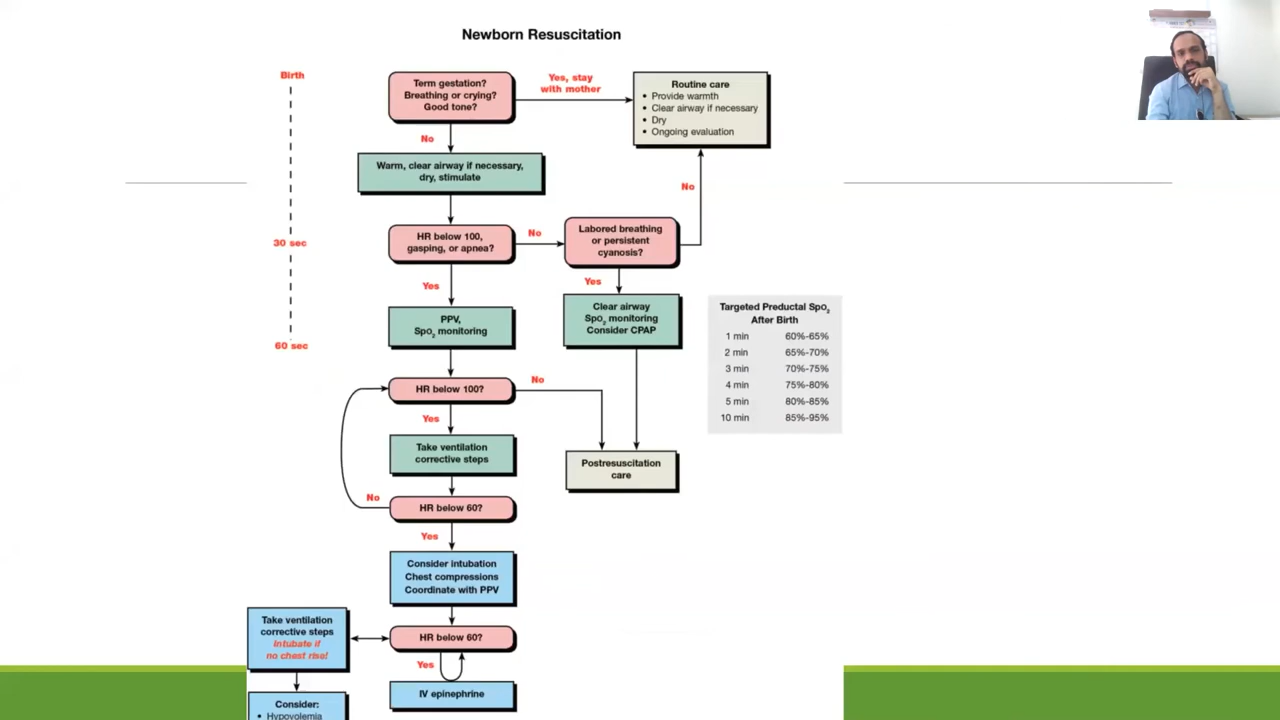 Newborn Resuscitation
Birth
Term gestation?
Breathing or crying?
Good tone?
Yes, stay
with mother
Routine care
• Provide warmth
• Clear airway if necessary
• Dry
• Ongoing evaluation
No
Warm, clear airway if necessary,
dry, stimulate
No
30 sec
HR below 100,
gasping, or apnea?
No
Labored breathing
or persistent
cyanosis?
Yes
Yes
PPV,
SpO₂ monitoring
Clear airway
SpO₂ monitoring
Consider CPAP
60 sec
Targeted Preductal SpO₂
After Birth
1 min 60%-65%
2 min 65%-70%
3 min 70%-75%
4 min 75%-80%
5 min 80%-85%
10 min 85%-95%
HR below 100?
No
Yes
Take ventilation
corrective steps
Postresuscitation
care
No
HR below 60?
Yes
Consider intubation
Chest compressions
Coordinate with PPV
Take ventilation
corrective steps
Intubate if
no chest rise!
HR below 60?
Yes
IV epinephrine
Consider:
• Hypovolemia